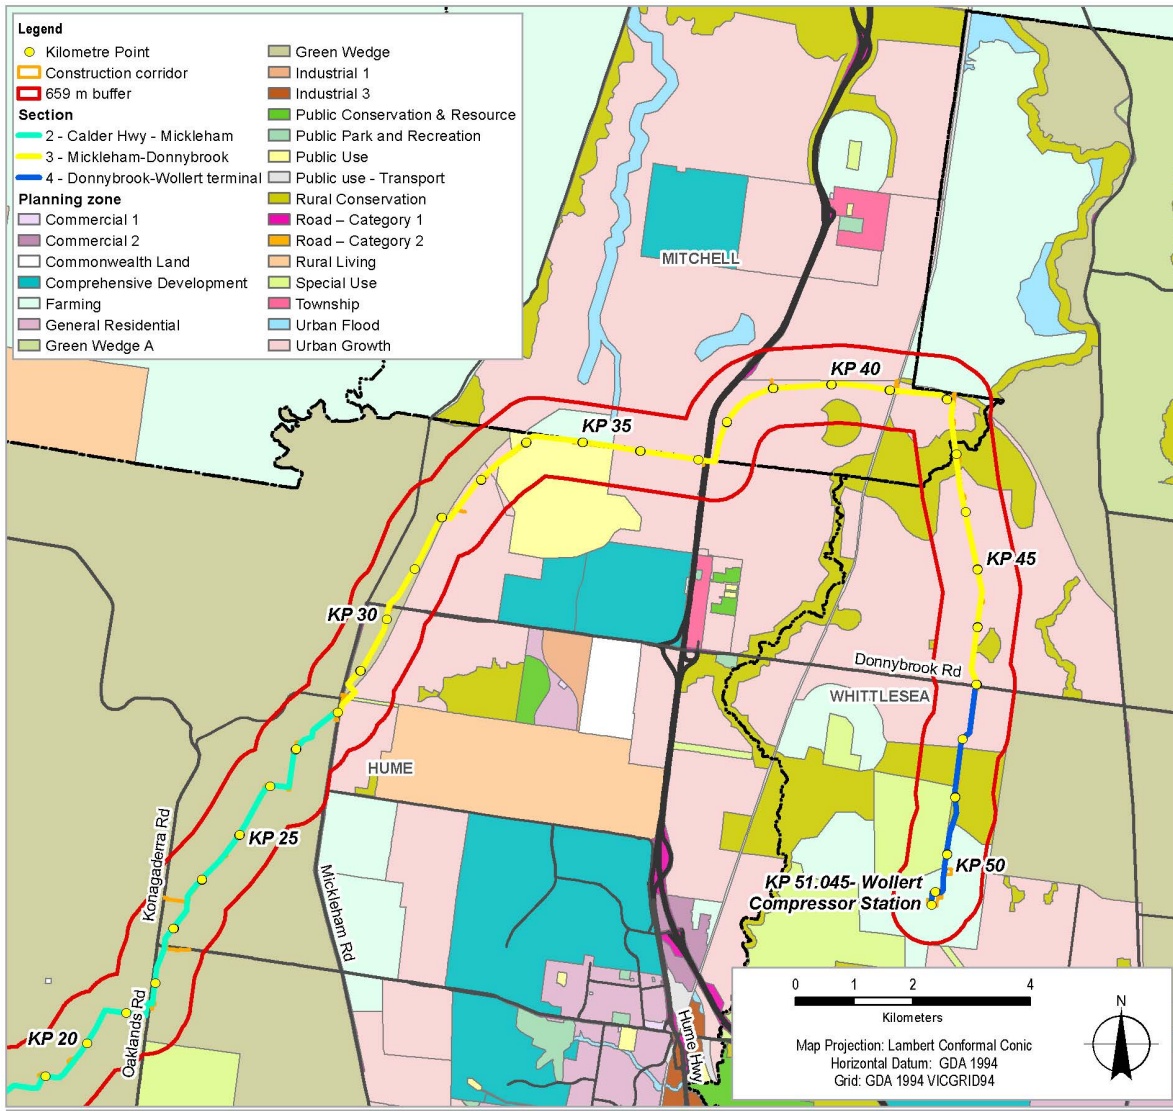 Legend
Kilometre Point
Construction corridor
659 m buffer
Section
2 - Calder Hwy - Mickleham
3 - Mickleham-Donnybrook
4 - Donnybrook-Wollert terminal
Planning zone
Commercial 1
Commercial 2
Commonwealth Land
Comprehensive Development
Farming
General Residential
Green Wedge A
Green Wedge
Industrial 1
Industrial 3
Public Conservation & Resource
Public Park and Recreation
Public Use
Public use - Transport
Rural Conservation
Road – Category 1
Road – Category 2
Rural Living
Special Use
Township
Urban Flood
Urban Growth
MITCHELL
KP 40
KP 35
KP 45
KP 30
Donnybrook Rd
WHITTLESEA
HUME
KP 25
Konagaderra Rd
Mickleham Rd
KP 50
KP 51.045- Wollert
Compressor Station
KP 20
Oaklands Rd
Hume Hwy
0 1 2 4
Kilometers
Map Projection: Lambert Conformal Conic
Horizontal Datum: GDA 1994
Grid: GDA 1994 VICGRID94
N